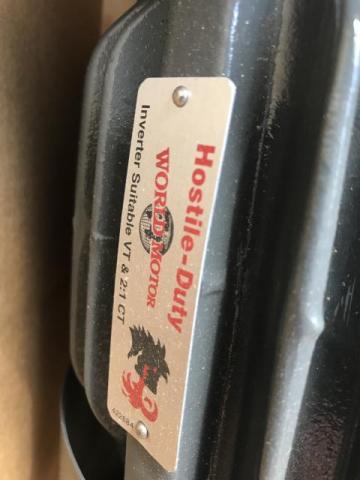 Hostile-Duty
WORLD MOTOR
Inverter Suitable VT & 2:1 CT